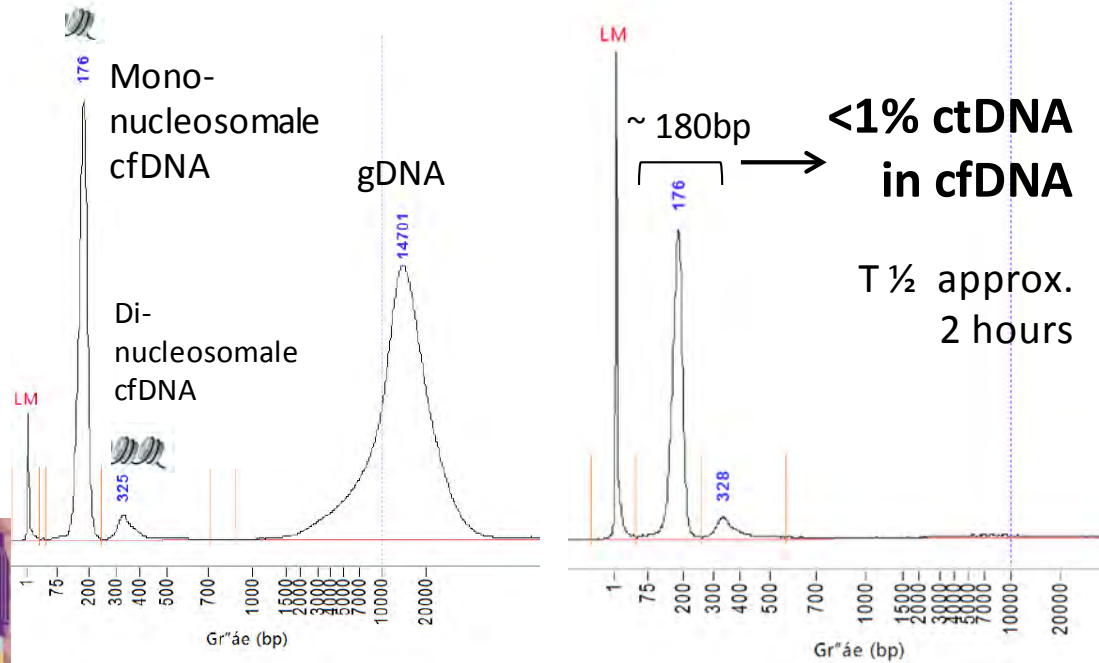 176
Mono-
nucleosomale
cfDNA
gDNA
14701
Di-
nucleosomale
cfDNA
LM
325
1 75 200 300 400 500 700 1000 1500 2000 3000 4000 5000 7000 10000 20000
Gr"áe (bp)
LM
~ 180bp
<1% ctDNA
in cfDNA
176
T ½ approx.
2 hours
328
1 75 200 300 400 500 700 1000 1500 2000 3000 4000 5000 7000 10000 20000
Gr"áe (bp)